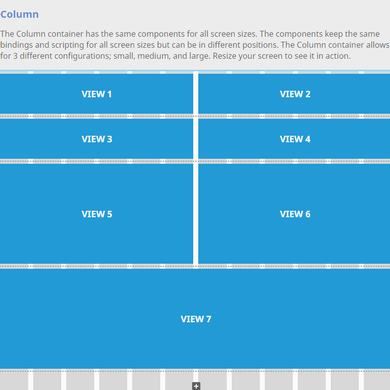 Column
The Column container has the same components for all screen sizes. The components keep the same
bindings and scripting for all screen sizes but can be in different positions. The Column container allows
for 3 different configurations; small, medium, and large. Resize your screen to see it in action.
VIEW 1
VIEW 2
VIEW 3
VIEW 4
VIEW 5
VIEW 6
VIEW 7